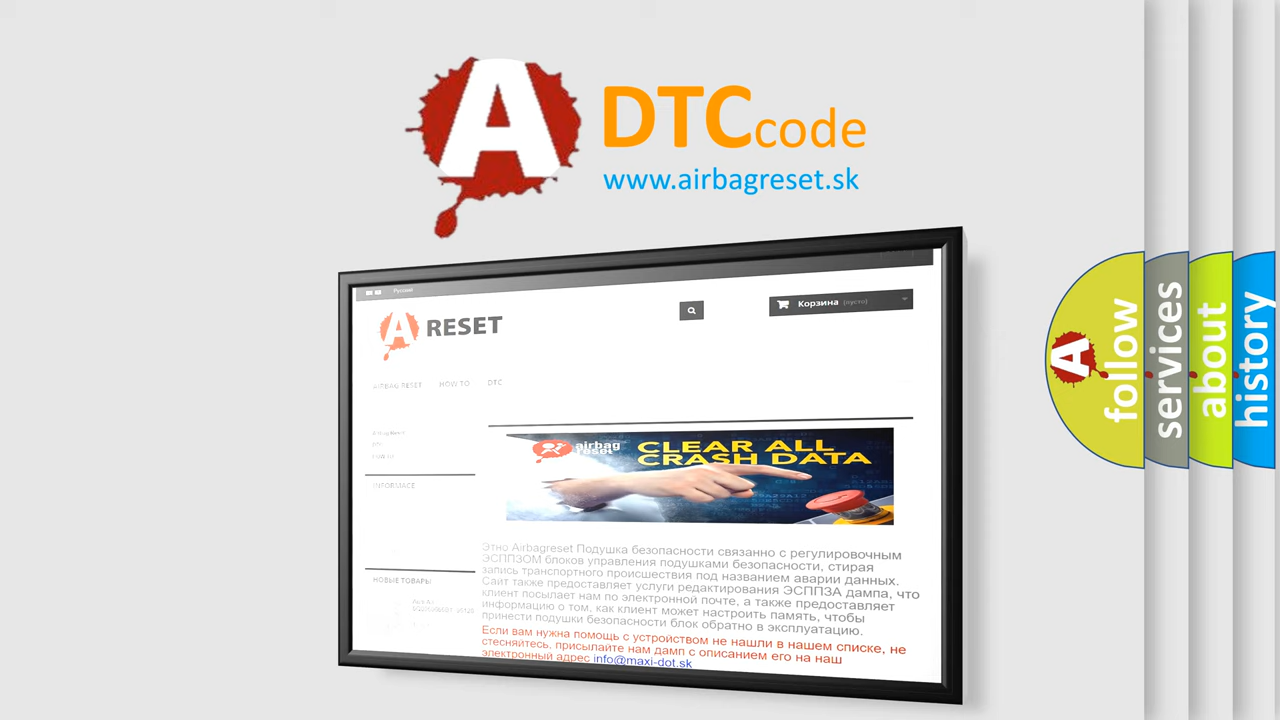 A
DTCcode
www.airbagreset.sk
Русский
A RESET
Корзина (пусто)
AIRBAG RESET HOW TO DTC
DTC
INFORMACE
airbag
reset
CLEAR ALL
CRASH DATA
Этно Airbagreset Подушка безопасности связанно с регулировочным
ЭСППЗОМ блоков управления подушками безопасности, стирая
запись транспортного происшествия под названием аварии данных.
Сайт также предоставляет услуги редактирования ЭСППЗА дампа, что
клиент посылает нам по электронной почте, а также предоставляет
информацию о том, как клиент может настроить память, чтобы
принести подушки безопасности блок обратно в эксплуатацию.
Если вам нужна помощь с устройством не нашли в нашем списке, не
стесняйтесь, присылайте нам дамп с описанием его на наш
электронный адрес info@maxi-dot.sk
НОВЫЕ ТОВАРЫ
A
follow
services
about
history